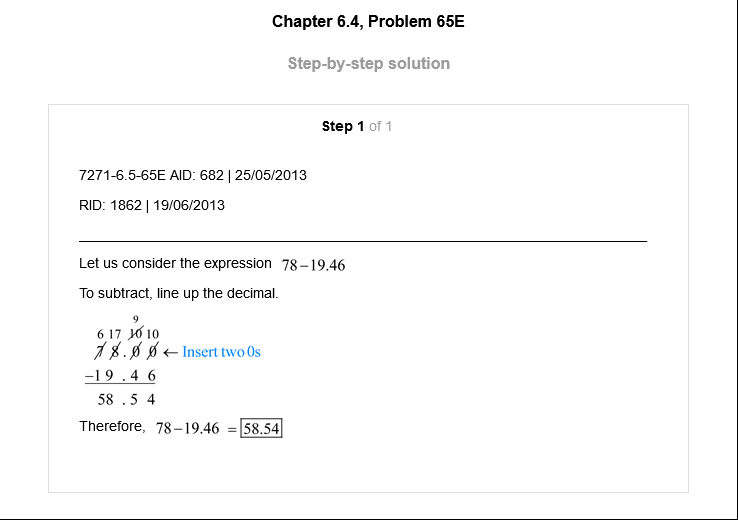 Chapter 6.4, Problem 65E
Step-by-step solution
Step 1 of 1
7271-6.5-65E AID: 682 | 25/05/2013
RID: 1862 | 19/06/2013
Let us consider the expression 78−19.46
To subtract, line up the decimal.
9
6 17 10 10
7 8 . 0 0 ← Insert two 0s
−1 9 . 4 6
58 . 5 4
Therefore, 78−19.46 = 58.54